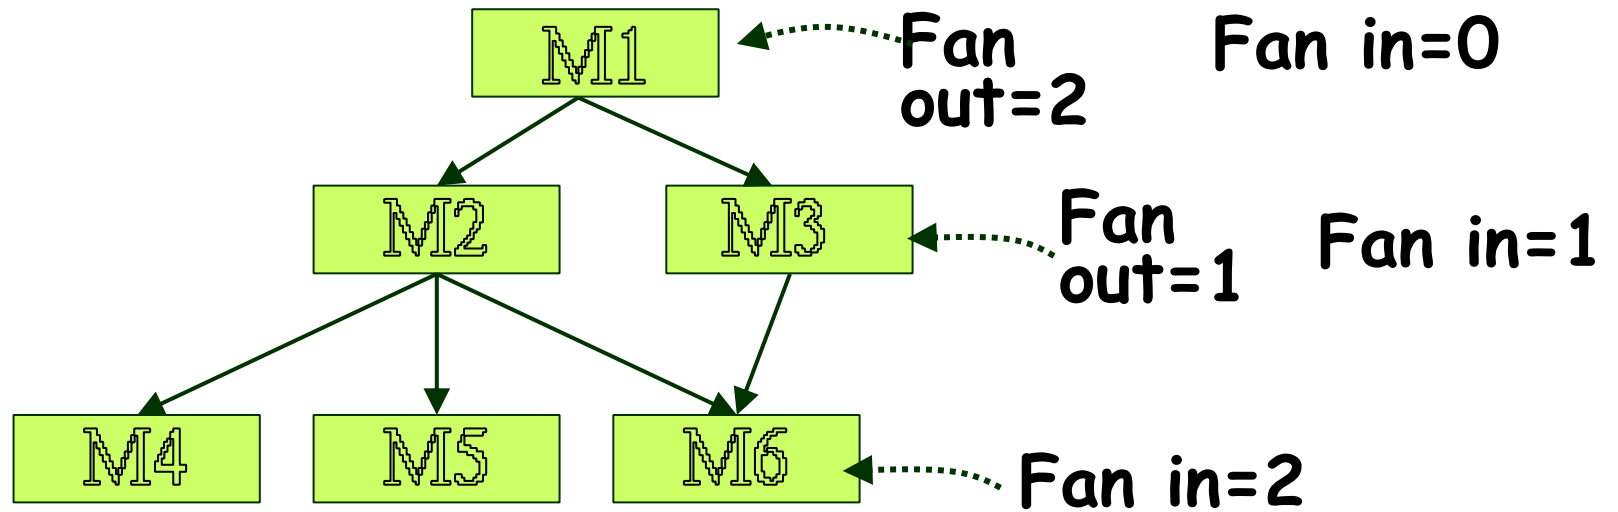 M1
Fan
out=2
Fan in=0
M2
M3
Fan
out=1
Fan in=1
M4
M5
M6
Fan in=2